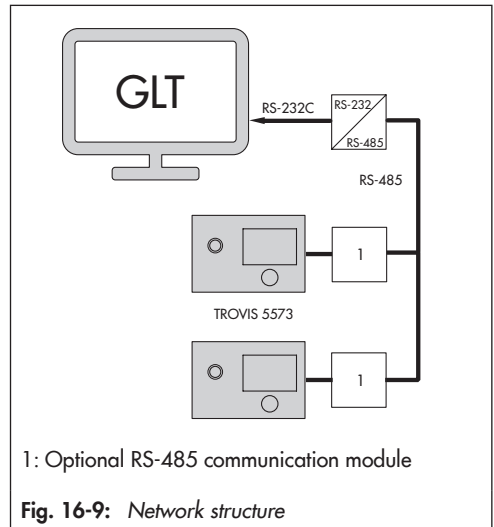 GLT
RS-232C
RS-232
RS-485
RS-485
1
TROVIS 5573
1
1: Optional RS-485 communication module
Fig. 16-9: Network structure